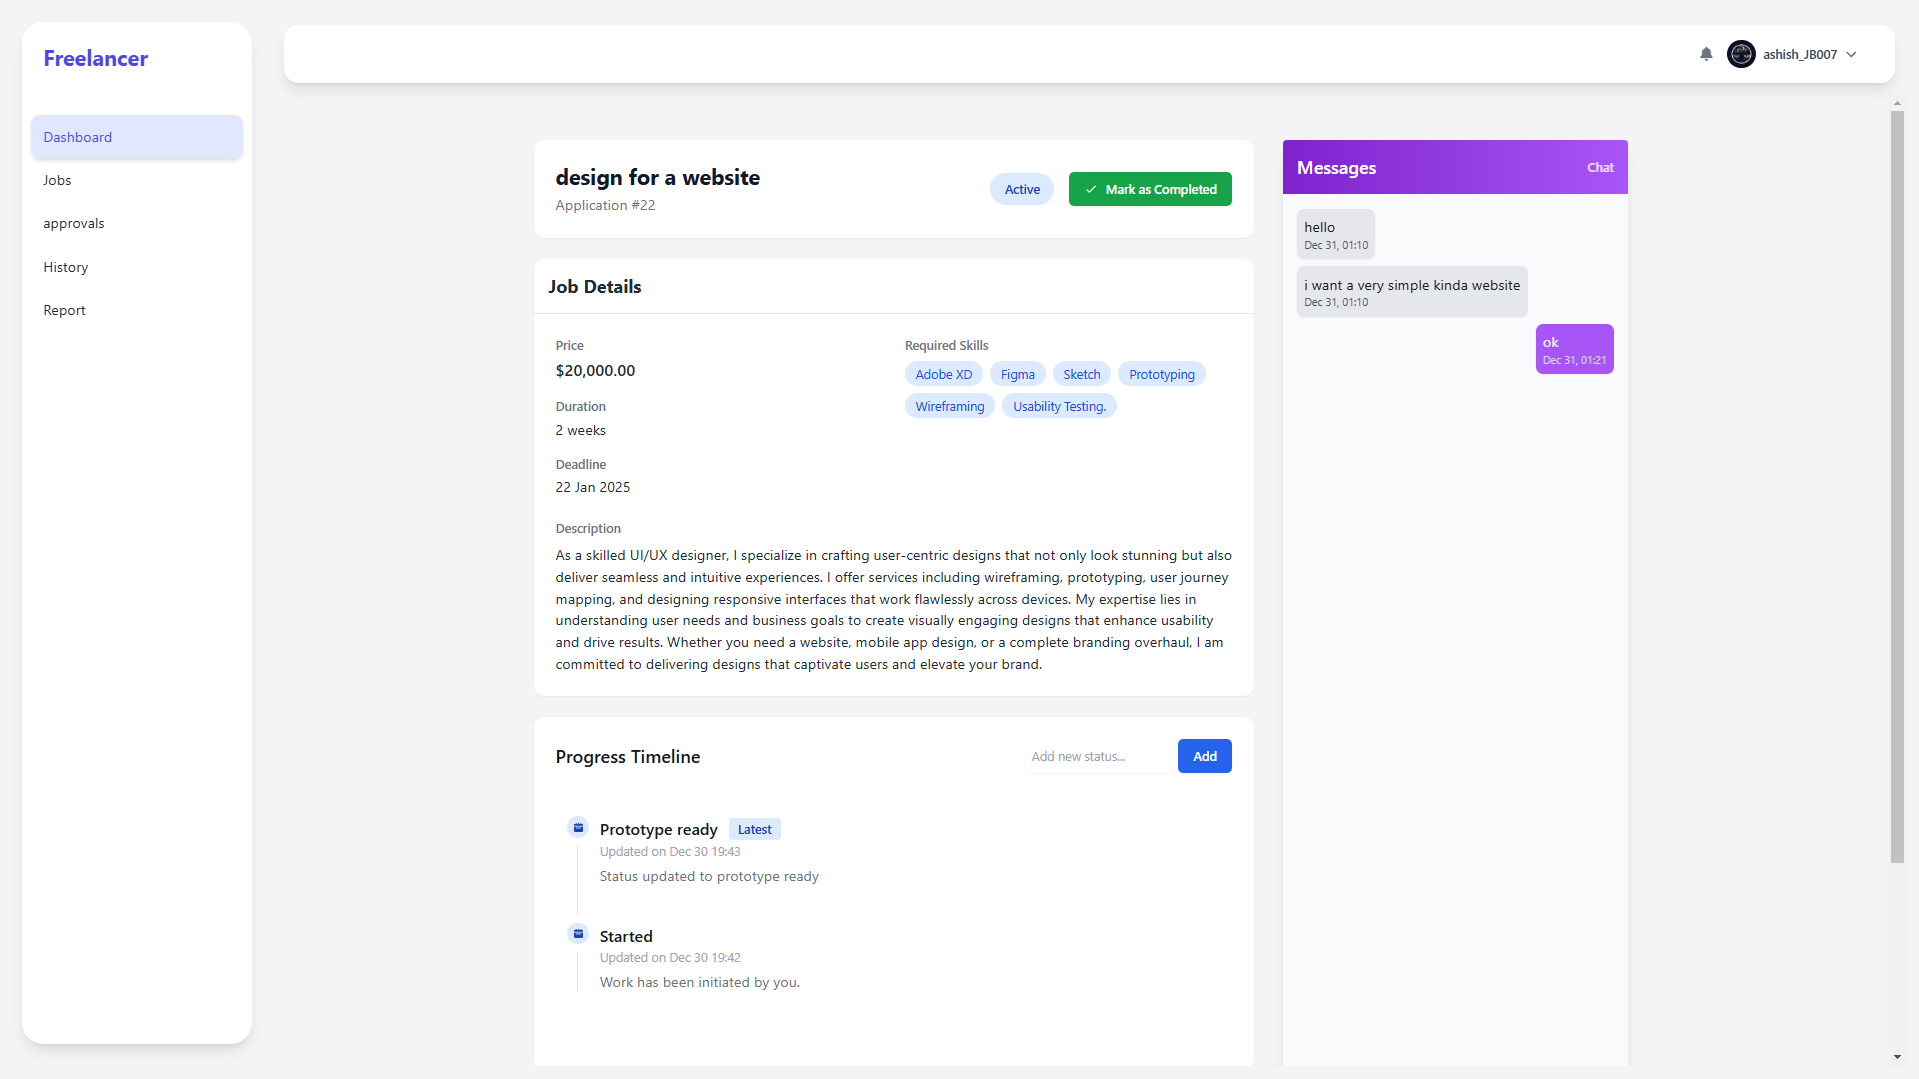 Freelancer
Dashboard
Jobs
approvals
History
Report
ashish_JB007
design for a website
Application #22
Active
Mark as Completed
Job Details
Price
$20,000.00
Duration
2 weeks
Deadline
22 Jan 2025
Required Skills
Adobe XD Figma Sketch Prototyping
Wireframing Usability Testing.
Description
As a skilled UI/UX designer, I specialize in crafting user-centric designs that not only look stunning but also
deliver seamless and intuitive experiences. I offer services including wireframing, prototyping, user journey
mapping, and designing responsive interfaces that work flawlessly across devices. My expertise lies in
understanding user needs and business goals to create visually engaging designs that enhance usability
and drive results. Whether you need a website, mobile app design, or a complete branding overhaul, I am
committed to delivering designs that captivate users and elevate your brand.
Progress Timeline
Add new status...
Add
Prototype ready Latest
Updated on Dec 30 19:43
Status updated to prototype ready
Started
Updated on Dec 30 19:42
Work has been initiated by you.
Messages
Chat
hello
Dec 31, 01:10
i want a very simple kinda website
Dec 31, 01:10
ok
Dec 31, 01:21